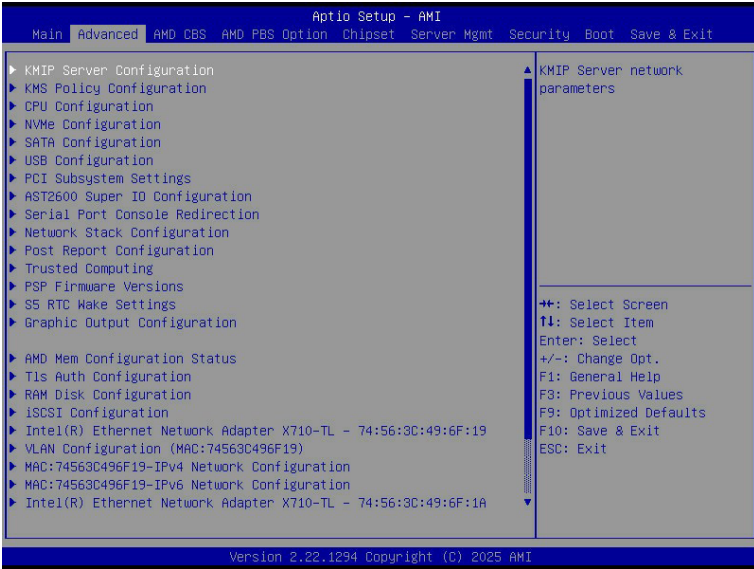 Aptio Setup - AMI
Main Advanced AMD CBS AMD PBS Option Chipset Server Mgmt Security Boot Save & Exit
KMIP Server Configuration
KMS Policy Configuration
CPU Configuration
NVMe Configuration
SATA Configuration
USB Configuration
PCI Subsystem Settings
AST2600 Super IO Configuration
Serial Port Console Redirection
Network Stack Configuration
Post Report Configuration
Trusted Computing
PSP Firmware Versions
S5 RTC Wake Settings
Graphic Output Configuration
AMD Mem Configuration Status
Tls Auth Configuration
RAM Disk Configuration
iSCSI Configuration
Intel(R) Ethernet Network Adapter X710-TL - 74:56:3C:49:6F:19
VLAN Configuration (MAC:74563C496F19)
MAC:74563C496F19-IPv4 Network Configuration
MAC:74563C496F19-IPv6 Network Configuration
Intel(R) Ethernet Network Adapter X710-TL - 74:56:3C:49:6F:1A
KMIP Server network
parameters
→←: Select Screen
↑↓: Select Item
Enter: Select
+/-: Change Opt.
F1: General Help
F3: Previous Values
F9: Optimized Defaults
F10: Save & Exit
ESC: Exit
Version 2.22.1294 Copyright (C) 2025 AMI